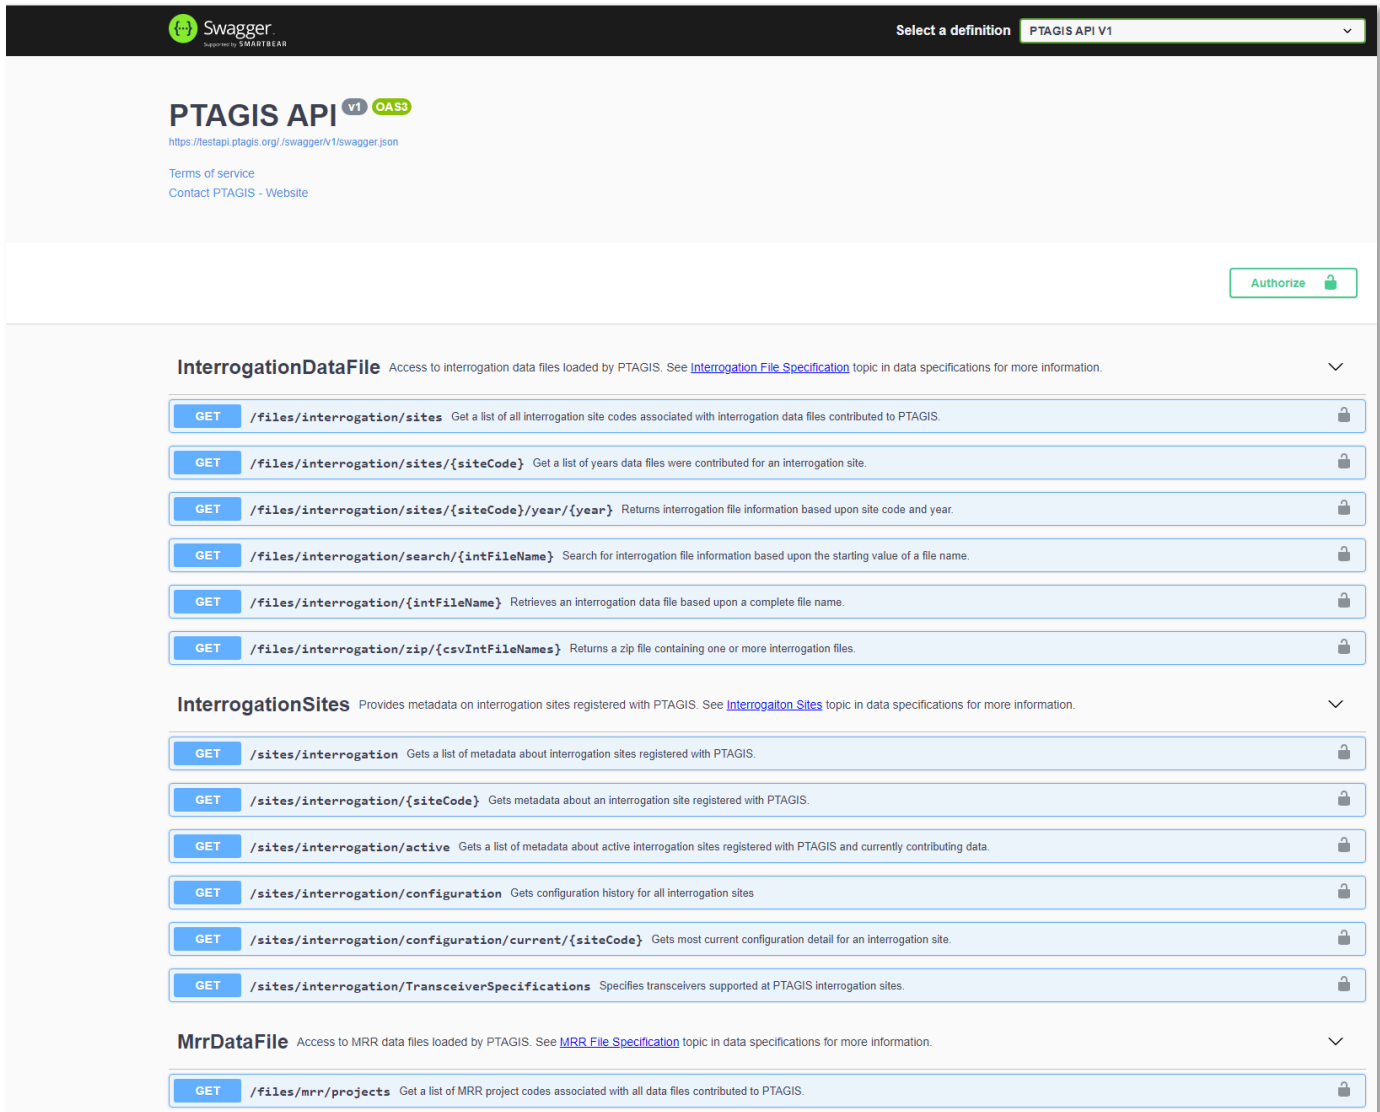 Swagger
Supported by SMARTBEAR
Select a definition PTAGIS API V1
PTAGIS API v1 OAS3
https://testapi.ptagis.org/./swagger/v1/swagger.json
Terms of service
Contact PTAGIS - Website
Authorize
InterrogationDataFile Access to interrogation data files loaded by PTAGIS. See Interrogation File Specification topic in data specifications for more information.
GET /files/interrogation/sites Get a list of all interrogation site codes associated with interrogation data files contributed to PTAGIS.
GET /files/interrogation/sites/{siteCode} Get a list of years data files were contributed for an interrogation site.
GET /files/interrogation/sites/{siteCode}/year/{year} Returns interrogation file information based upon site code and year.
GET /files/interrogation/search/{intFileName} Search for interrogation file information based upon the starting value of a file name.
GET /files/interrogation/{intFileName} Retrieves an interrogation data file based upon a complete file name.
GET /files/interrogation/zip/{csvIntFileNames} Returns a zip file containing one or more interrogation files.
InterrogationSites Provides metadata on interrogation sites registered with PTAGIS. See Interrogaiton Sites topic in data specifications for more information.
GET /sites/interrogation Gets a list of metadata about interrogation sites registered with PTAGIS.
GET /sites/interrogation/{siteCode} Gets metadata about an interrogation site registered with PTAGIS.
GET /sites/interrogation/active Gets a list of metadata about active interrogation sites registered with PTAGIS and currently contributing data.
GET /sites/interrogation/configuration Gets configuration history for all interrogation sites
GET /sites/interrogation/configuration/current/{siteCode} Gets most current configuration detail for an interrogation site.
GET /sites/interrogation/TransceiverSpecifications Specifies transceivers supported at PTAGIS interrogation sites.
MrrDataFile Access to MRR data files loaded by PTAGIS. See MRR File Specification topic in data specifications for more information.
GET /files/mrr/projects Get a list of MRR project codes associated with all data files contributed to PTAGIS.